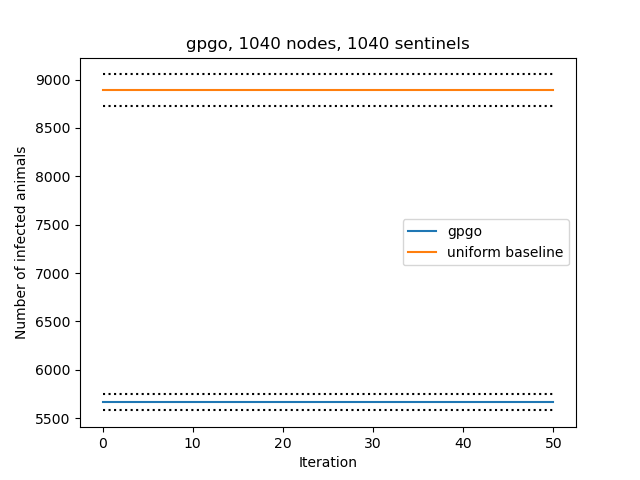 gpgo, 1040 nodes, 1040 sentinels
9000
8500
8000
7500
7000
6500
6000
5500
Number of infected animals
gpgo
uniform baseline
0 10 20 30 40 50
Iteration